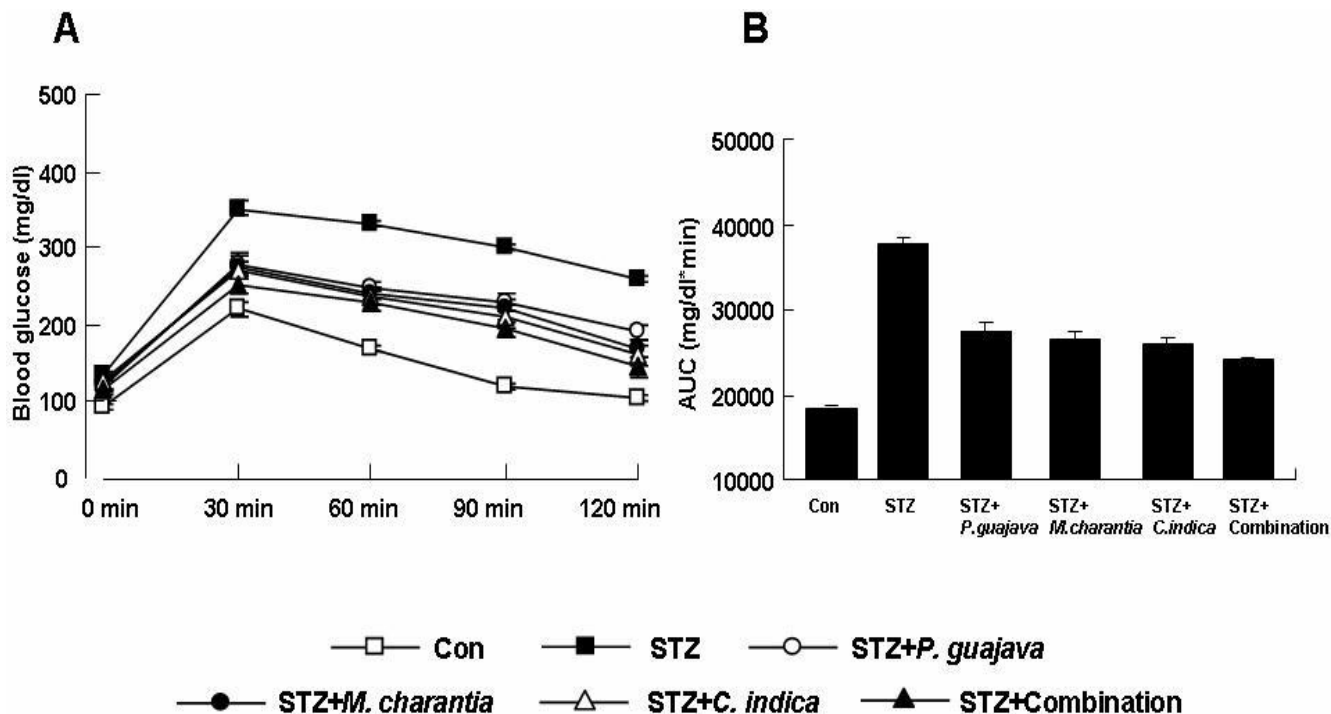 A
B
Blood glucose (mg/dl)
500
400
300
200
100
0
0 min 30 min 60 min 90 min 120 min
AUC (mg/dl*min)
50000
40000
30000
20000
10000
Con
STZ
STZ+
P.guajava
STZ+
M.charantia
STZ+
C.indica
STZ+
Combination
Con STZ STZ+P. guajava
STZ+M. charantia STZ+C. indica STZ+Combination